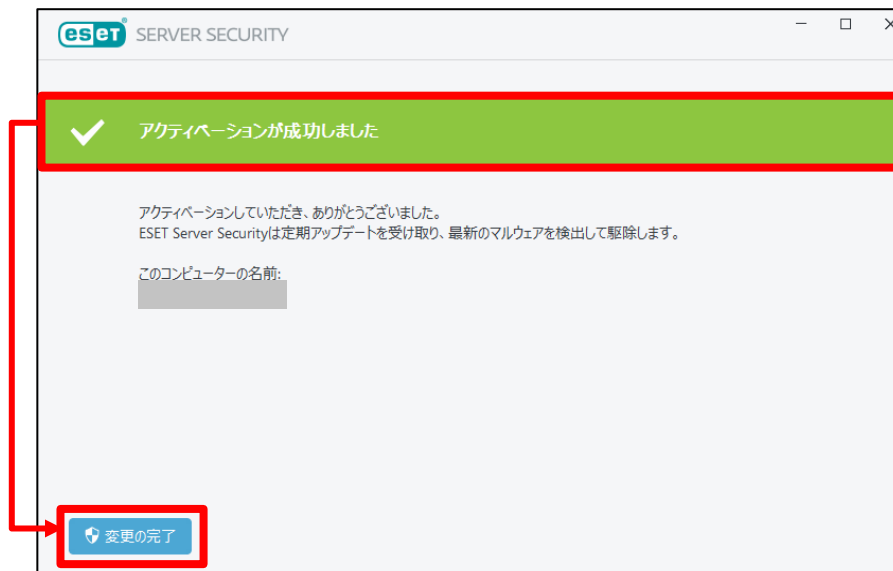 eset SERVER SECURITY
アクティベーションが成功しました
アクティベーションしていただき、ありがとうございました。
ESET Server Securityは定期アップデートを受け取り、最新のマルウェアを検出して駆除します。
このコンピューターの名前:
変更の完了